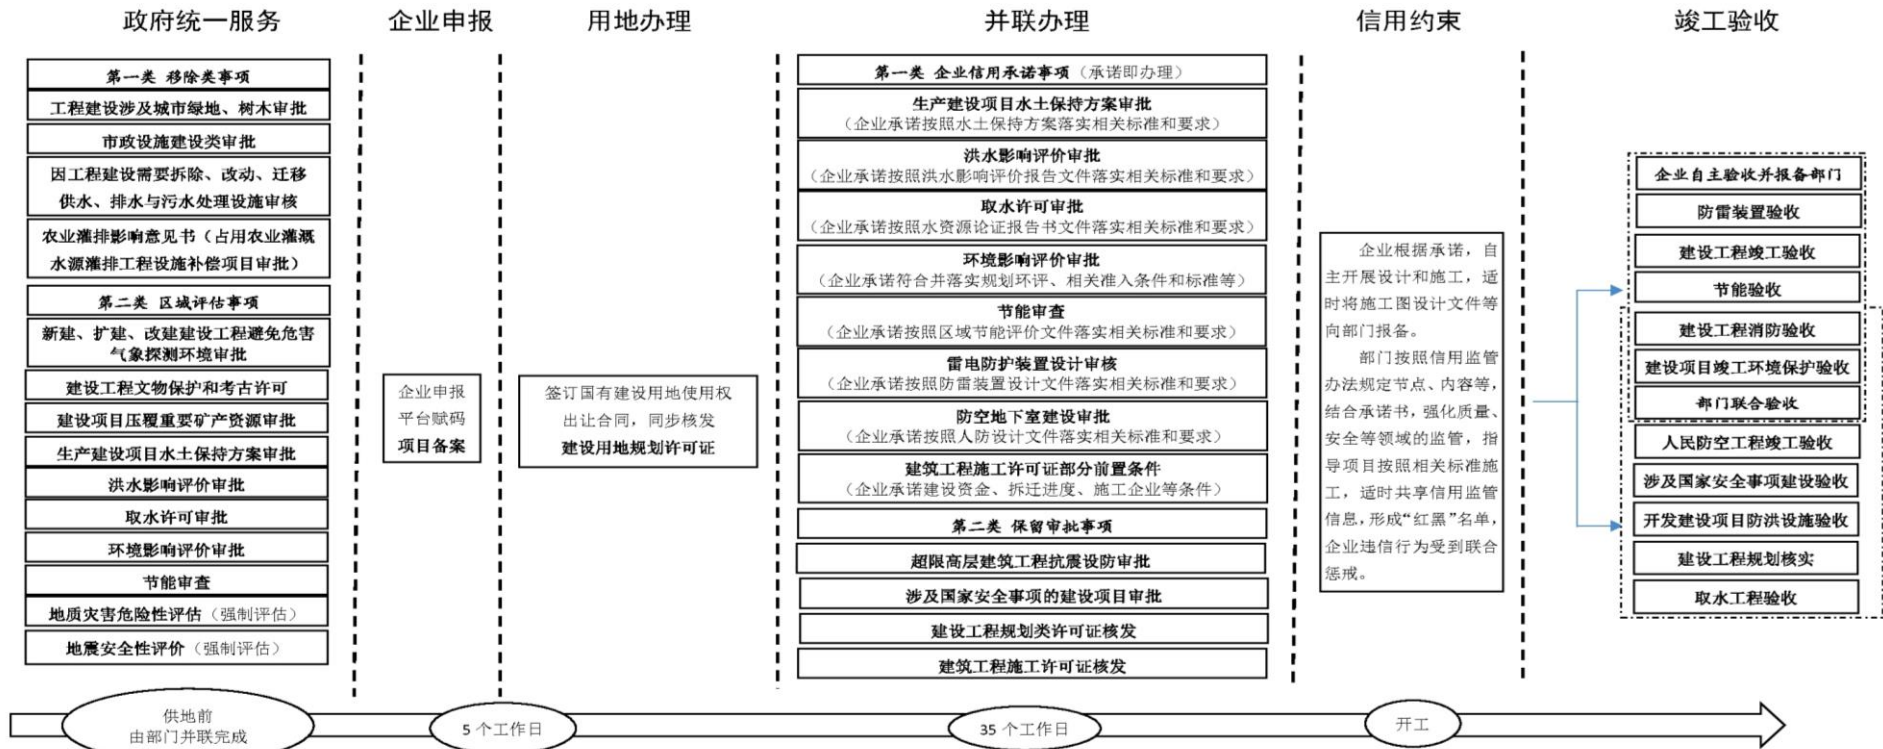 政府统一服务
企业申报
用地办理
并联办理
信用约束
竣工验收
第一类 移除类事项
工程建设涉及城市绿地、树木审批
市政设施建设类审批
因工程建设需要拆除、改动、迁移
供水、排水与污水处理设施审核
农业灌排影响意见书（占用农业灌溉
水源灌排工程设施补偿项目审批）
第二类 区域评估事项
新建、扩建、改建建设工程避免危害
气象探测环境审批
建设工程文物保护和考古许可
建设项目压覆重要矿产资源审批
生产建设项目水土保持方案审批
洪水影响评价审批
取水许可审批
环境影响评价审批
节能审查
地质灾害危险性评估（强制评估）
地震安全性评价（强制评估）
企业申报
平台赋码
项目备案
签订国有建设用地使用权
出让合同，同步核发
建设用地规划许可证
第一类 企业信用承诺事项（承诺即办理）
生产建设项目水土保持方案审批
（企业承诺按照水土保持方案落实相关标准和要求）
洪水影响评价审批
（企业承诺按照洪水影响评价报告文件落实相关标准和要求）
取水许可审批
（企业承诺按照水资源论证报告书文件落实相关标准和要求）
环境影响评价审批
（企业承诺符合并落实规划环评、相关准入条件和标准等）
节能审查
（企业承诺按照区域节能评价文件落实相关标准和要求）
雷电防护装置设计审核
（企业承诺按照防雷装置设计文件落实相关标准和要求）
防空地下室建设审批
（企业承诺按照人防设计文件落实相关标准和要求）
建筑工程施工许可证部分前置条件
（企业承诺建设资金、拆迁进度、施工企业等条件）
第二类 保留审批事项
超限高层建筑工程抗震设防审批
涉及国家安全事项的建设项目审批
建设工程规划类许可证核发
建筑工程施工许可证核发
企业根据承诺，自
主开展设计和施工，适
时将施工图设计文件等
向部门报备。
部门按照信用监管
办法规定节点、内容等，
结合承诺书，强化质量、
安全等领域的监管，指
导项目按照相关标准施
工，适时共享信用监管
信息，形成“红黑”名单，
企业违信行为受到联合
惩戒。
企业自主验收并报备部门
防雷装置验收
建设工程竣工验收
节能验收
建设工程消防验收
建设项目竣工环境保护验收
部门联合验收
人民防空工程竣工验收
涉及国家安全事项建设验收
开发建设项目防洪设施验收
建设工程规划核实
取水工程验收
供地前
由部门并联完成
5 个工作日
35 个工作日
开工